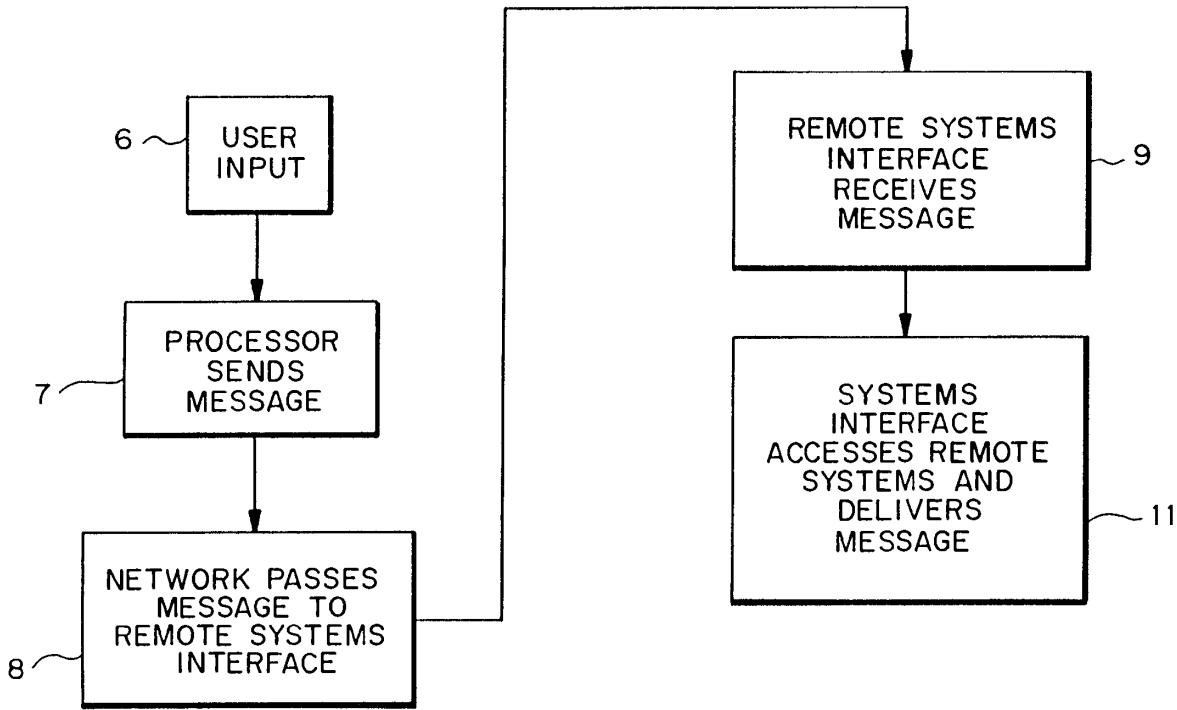 6
USER
INPUT
7
PROCESSOR
SENDS
MESSAGE
8
NETWORK PASSES
MESSAGE TO
REMOTE SYSTEMS
INTERFACE
REMOTE SYSTEMS
INTERFACE
RECEIVES
MESSAGE
9
SYSTEMS
INTERFACE
ACCESSES REMOTE
SYSTEMS AND
DELIVERS
MESSAGE
11